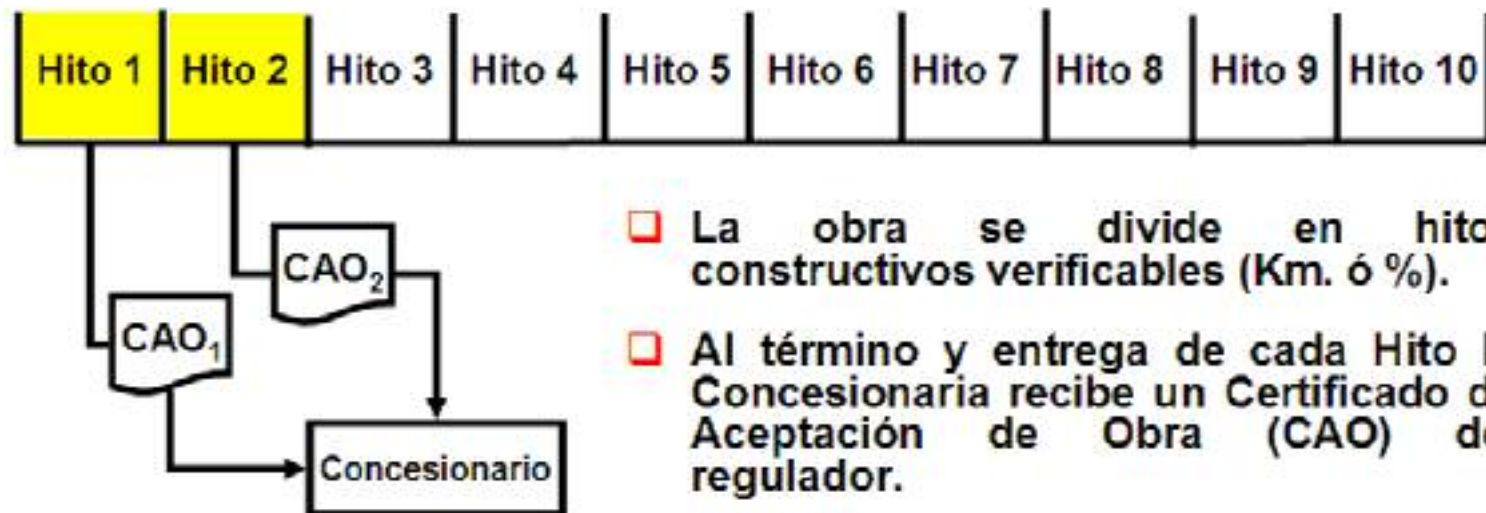 Hito 1 Hito 2 Hito 3 Hito 4 Hito 5 Hito 6 Hito 7 Hito 8 Hito 9 Hito 10
La obra se divide en hito
constructivos verificables (Km. ó %).
Al término y entrega de cada Hito l
Concesionaria recibe un Certificado d
Aceptación de Obra (CAO) de
regulador.
CAO₂
CAO₁
Concesionario